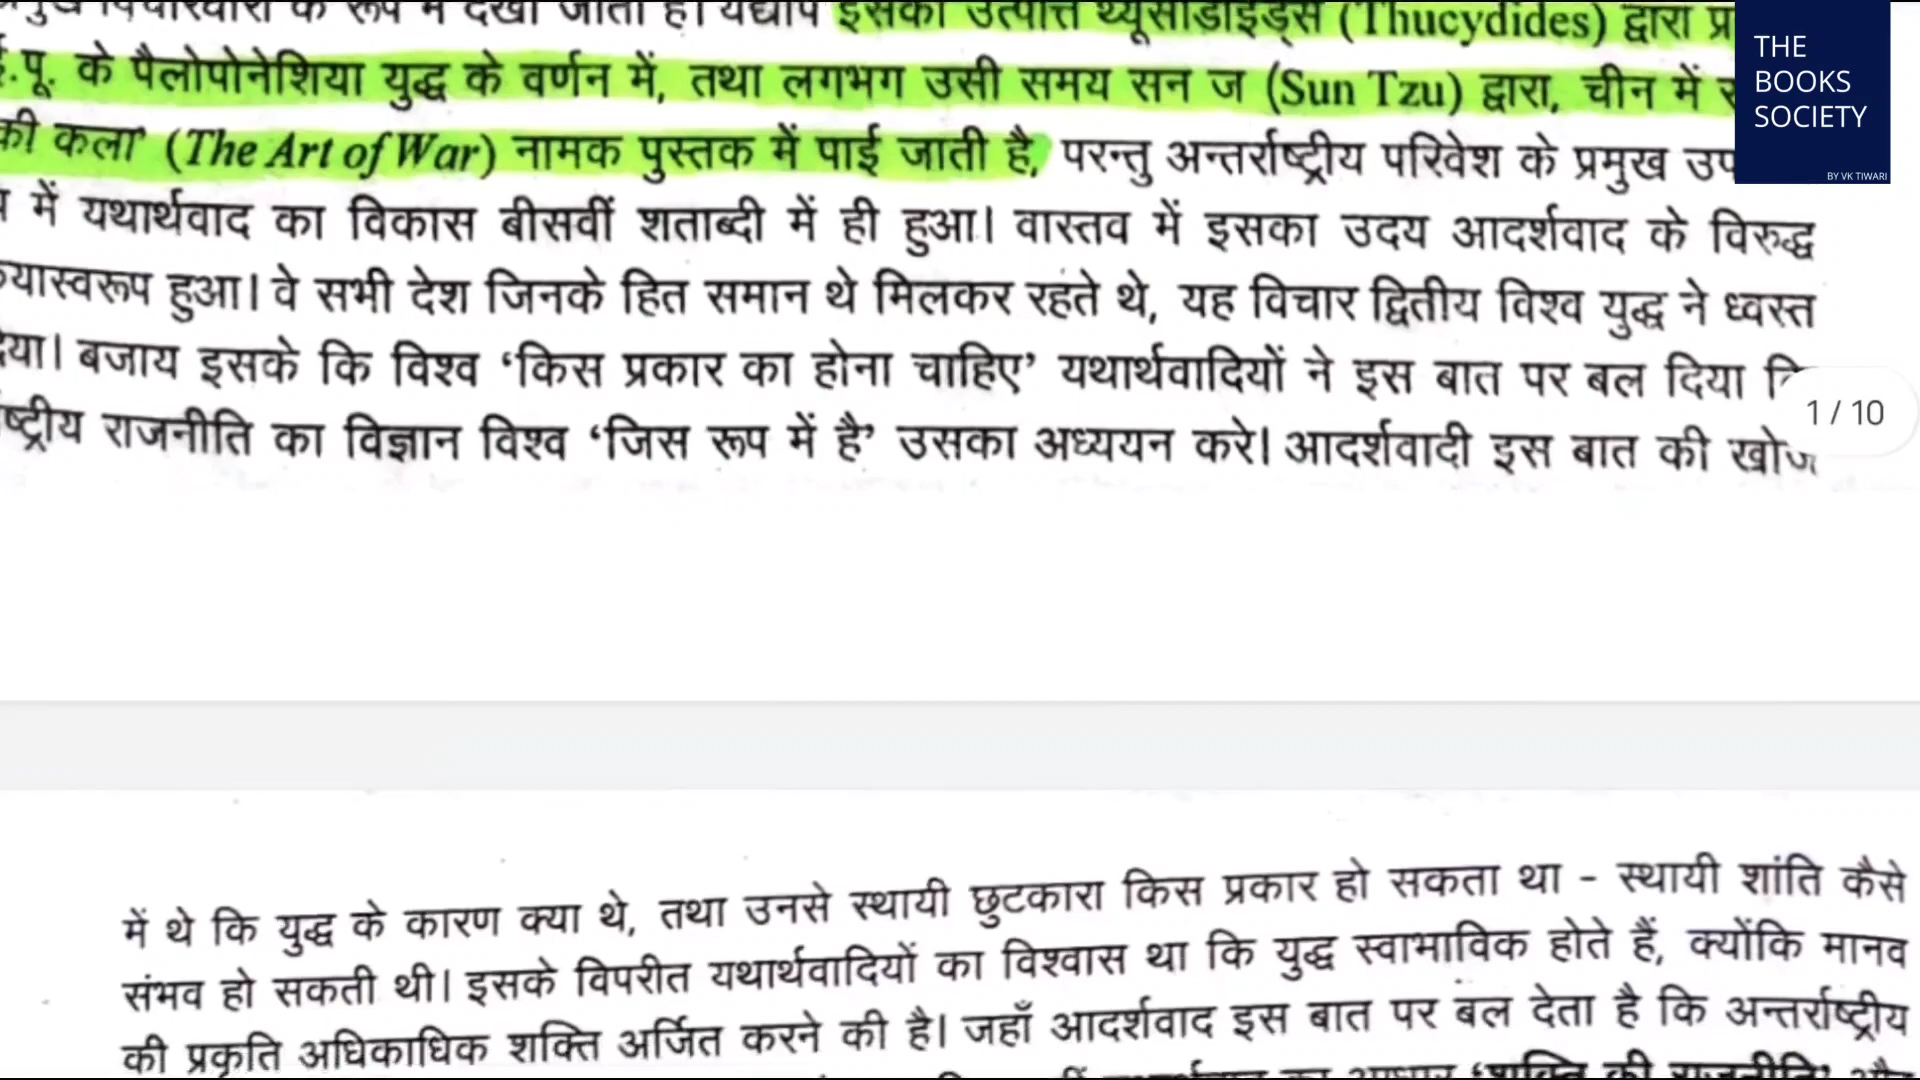 के रूप में देखा जाता है। यद्यपि इसकी उत्पत्ति थ्यूसीडाइड्स (Thucydides) द्वारा
पू. के पैलोपोनेशिया युद्ध के वर्णन में, तथा लगभग उसी समय सन ज (Sun Tzu) द्वारा, चीन में
की कला' (The Art of War) नामक पुस्तक में पाई जाती है, परन्तु अन्तर्राष्ट्रीय परिवेश के प्रमुख
में यथार्थवाद का विकास बीसवीं शताब्दी में ही हुआ। वास्तव में इसका उदय आदर्शवाद के विरुद्ध
हुआ। वे सभी देश जिनके हित समान थे मिलकर रहते थे, यह विचार द्वितीय विश्व युद्ध ने ध्वस्त
बजाय इसके कि विश्व ‘किस प्रकार का होना चाहिए’ यथार्थवादियों ने इस बात पर बल दिया
राजनीति का विज्ञान विश्व ‘जिस रूप में है’ उसका अध्ययन करे। आदर्शवादी इस बात की खोज
में थे कि युद्ध के कारण क्या थे, तथा उनसे स्थायी छुटकारा किस प्रकार हो सकता था - स्थायी शांति कैसे
संभव हो सकती थी। इसके विपरीत यथार्थवादियों का विश्वास था कि युद्ध स्वाभाविक होते हैं, क्योंकि मानव
की प्रकृति अधिकाधिक शक्ति अर्जित करने की है। जहाँ आदर्शवाद इस बात पर बल देता है कि अन्तर्राष्ट्रीय
THE
BOOKS
SOCIETY
BY VK TIWARI
1 / 10